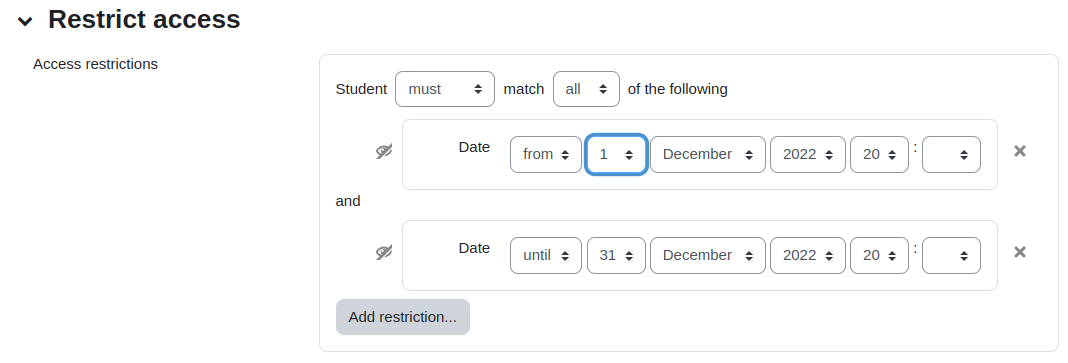 Restrict access
Access restrictions
Student must match all of the following
Date from 1 December 2022 20 :
and
Date until 31 December 2022 20 :
Add restriction...